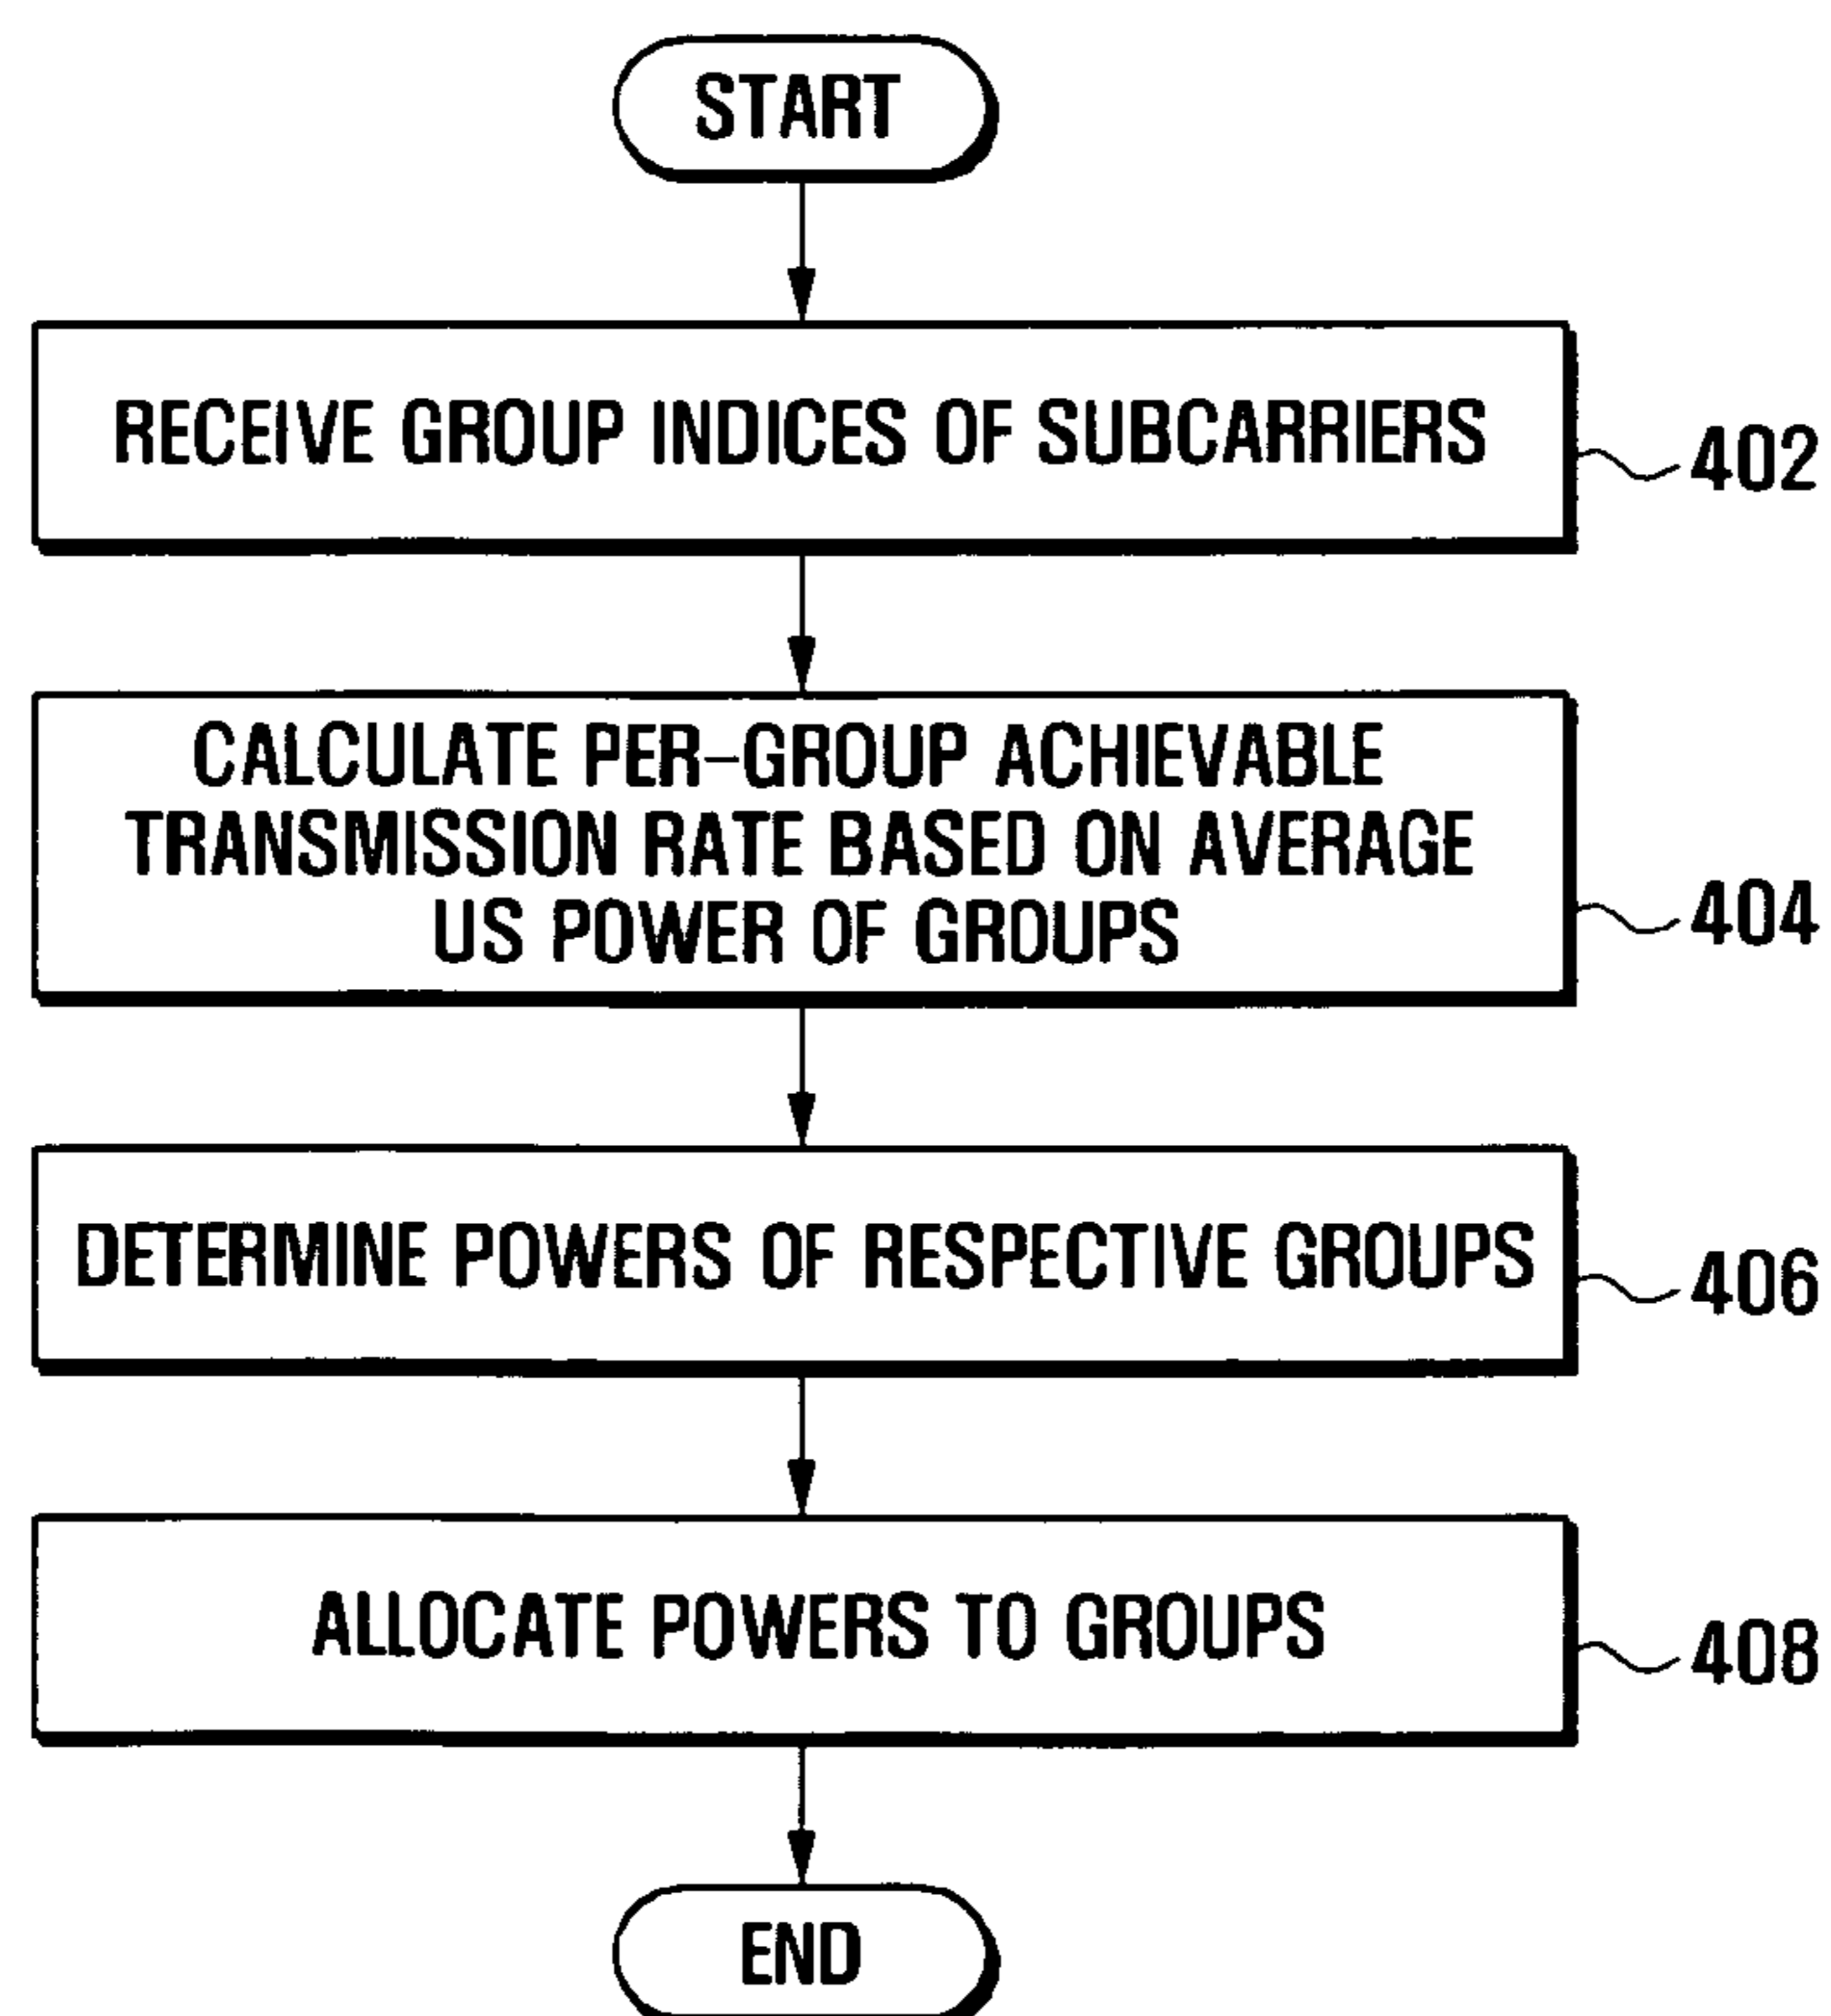 START
RECEIVE GROUP INDICES OF SUBCARRIERS
402
CALCULATE PER-GROUP ACHIEVABLE
TRANSMISSION RATE BASED ON AVERAGE
US POWER OF GROUPS
404
DETERMINE POWERS OF RESPECTIVE GROUPS
406
ALLOCATE POWERS TO GROUPS
408
END